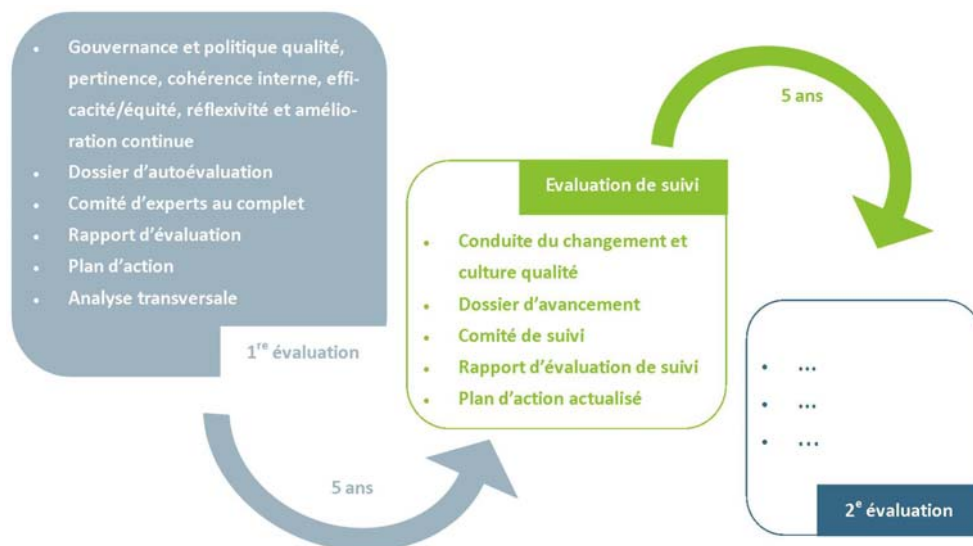 • Gouvernance et politique qualité,
pertinence, cohérence interne, effi-
cacité/équité, réflexivité et amélio-
ration continue
• Dossier d'autoévaluation
• Comité d'experts au complet
• Rapport d'évaluation
• Plan d'action
• Analyse transversale
1re évaluation
5 ans
Evaluation de suivi
• Conduite du changement et
culture qualité
• Dossier d'avancement
• Comité de suivi
• Rapport d'évaluation de suivi
• Plan d'action actualisé
5 ans
• ...
• ...
• ...
2e évaluation